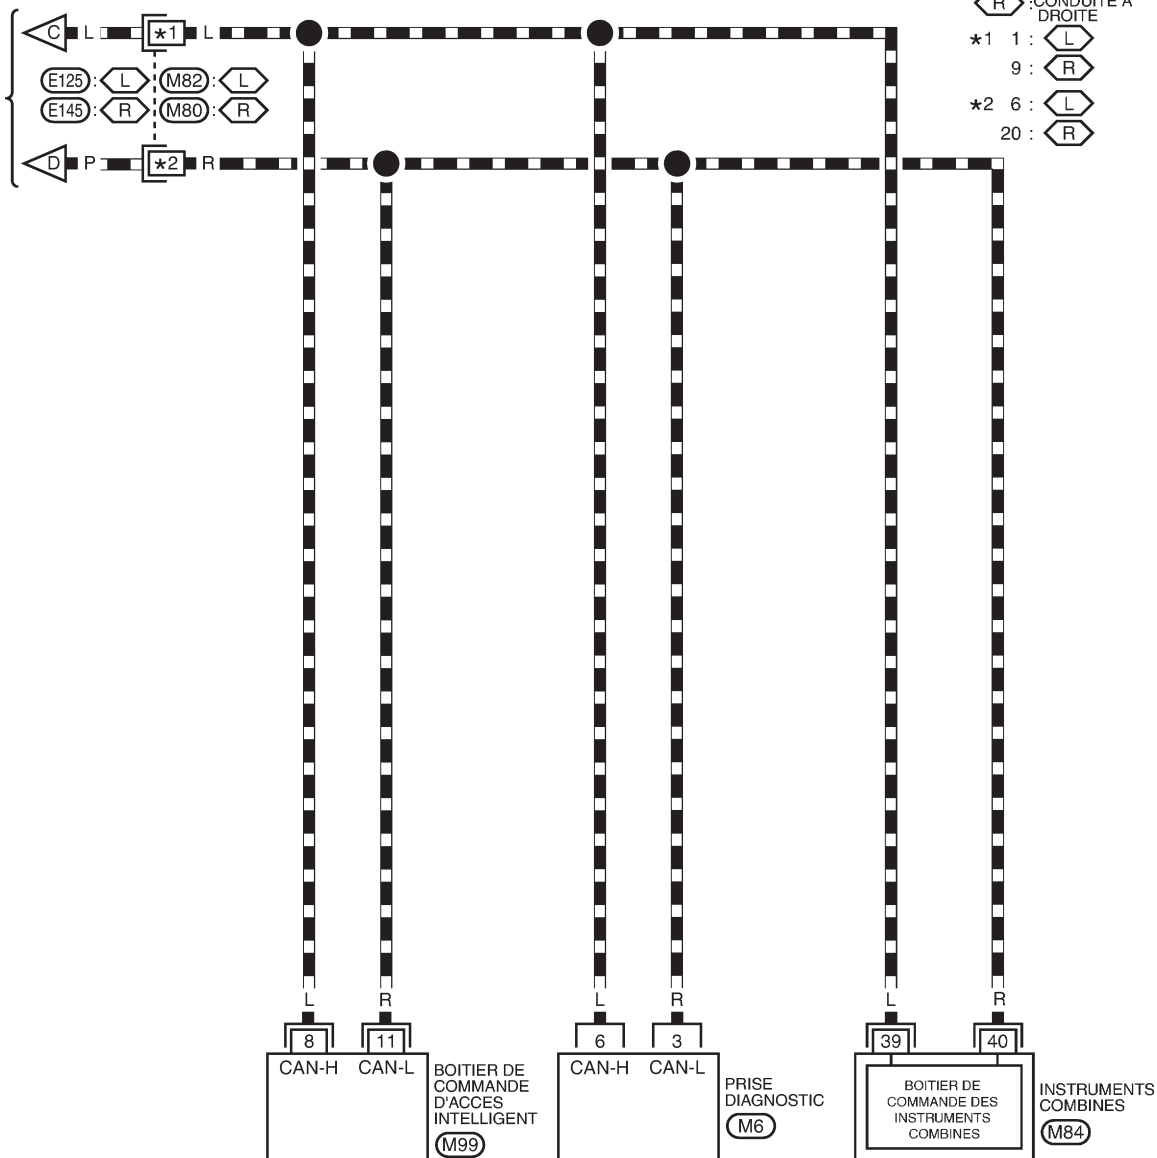 R : CONDUITE A
DROITE
C L *1 L
*1 1 : L
9 : R
E125 : L M82 : L
E145 : R M80 : R
*2 6 : L
20 : R
D P *2 R
L R L R L R
8 11 6 3 39 40
CAN-H CAN-L CAN-H CAN-L
BOITIER DE
COMMANDE
D'ACCES
INTELLIGENT
M99
PRISE
DIAGNOSTIC
M6
BOITIER DE
COMMANDE DES
INSTRUMENTS
COMBINES
INSTRUMENTS
COMBINES
M84